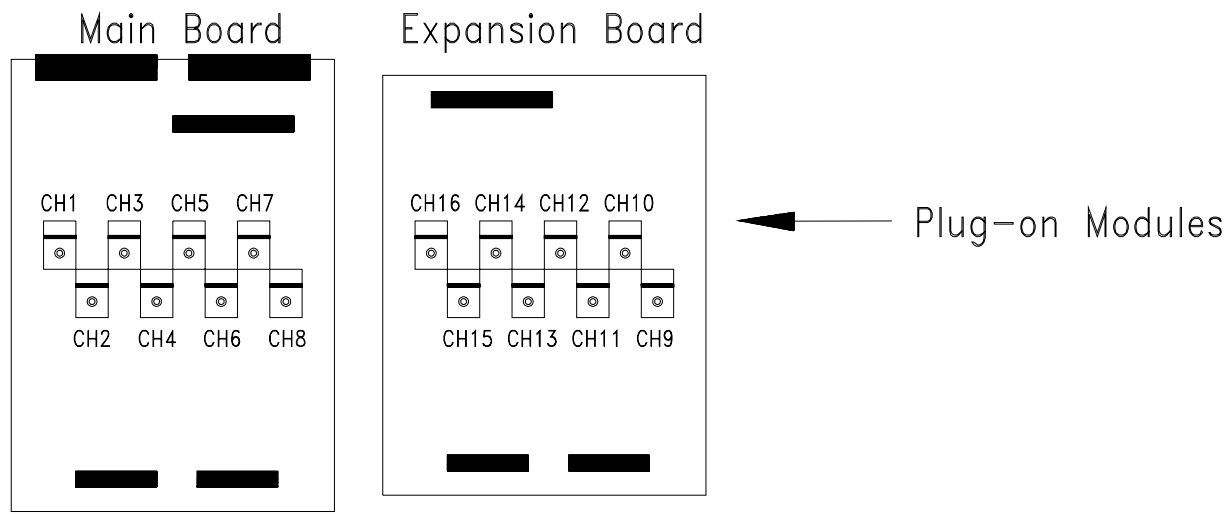 Main Board
Expansion Board
CH1 CH3 CH5 CH7
CH16 CH14 CH12 CH10
Plug-on Modules
CH2 CH4 CH6 CH8
CH15 CH13 CH11 CH9